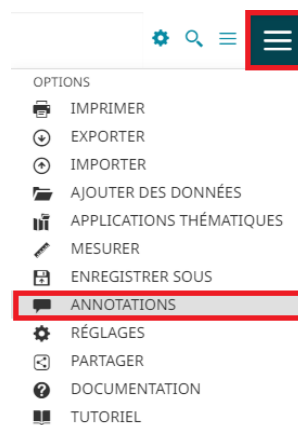 OPTIONS
IMPRIMER
EXPORTER
IMPORTER
AJOUTER DES DONNÉES
APPLICATIONS THÉMATIQUES
MESURER
ENREGISTRER SOUS
ANNOTATIONS
RÉGLAGES
PARTAGER
DOCUMENTATION
TUTORIEL